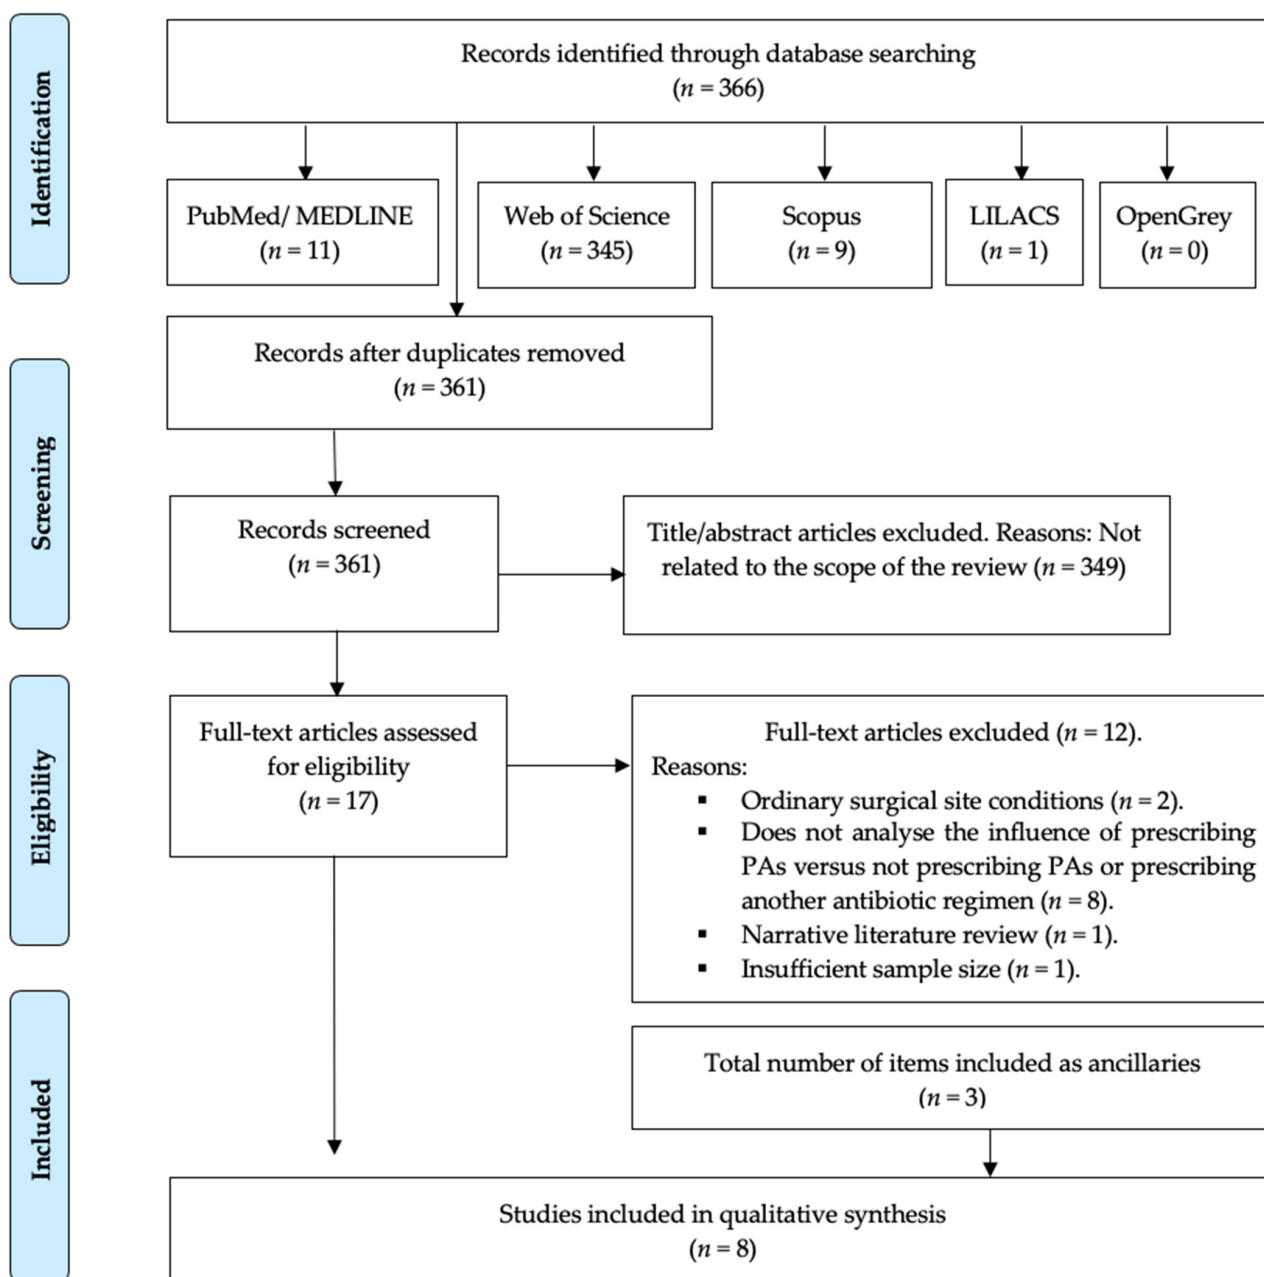 Identification
Records identified through database searching
(n = 366)
PubMed/ MEDLINE
(n = 11)
Web of Science
(n = 345)
Scopus
(n = 9)
LILACS
(n = 1)
OpenGrey
(n = 0)
Records after duplicates removed
(n = 361)
Screening
Records screened
(n = 361)
Title/abstract articles excluded. Reasons: Not
related to the scope of the review (n = 349)
Eligibility
Full-text articles assessed
for eligibility
(n = 17)
Full-text articles excluded (n = 12).
Reasons:
▪ Ordinary surgical site conditions (n = 2).
▪ Does not analyse the influence of prescribing
PAs versus not prescribing PAs or prescribing
another antibiotic regimen (n = 8).
▪ Narrative literature review (n = 1).
▪ Insufficient sample size (n = 1).
Included
Total number of items included as ancillaries
(n = 3)
Studies included in qualitative synthesis
(n = 8)